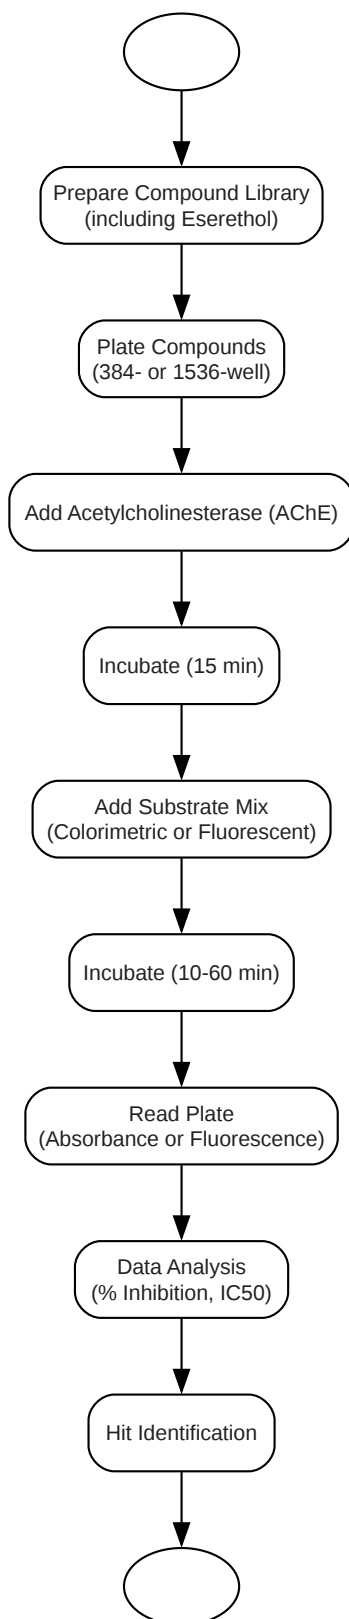 Prepare Compound Library
(including Eserethol)
Plate Compounds
(384- or 1536-well)
Add Acetylcholinesterase (AChE)
Incubate (15 min)
Add Substrate Mix
(Colorimetric or Fluorescent)
Incubate (10-60 min)
Read Plate
(Absorbance or Fluorescence)
Data Analysis
(% Inhibition, IC50)
Hit Identification